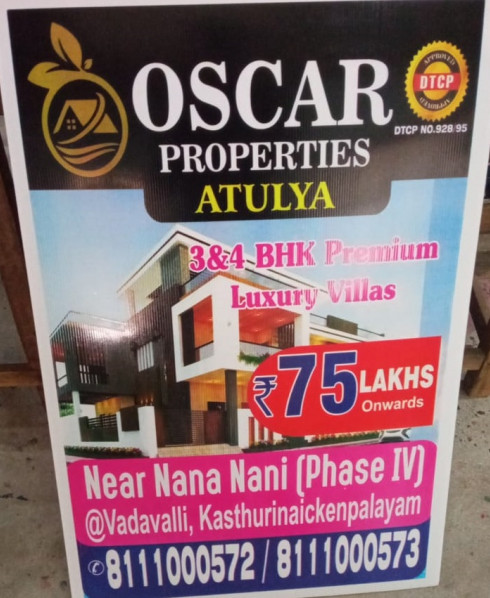 OSCAR
PROPERTIES
ATULYA
APPROVED
DTCP
DTCP NO.928/95
3&4 BHK Premium
Luxury Villas
₹75 LAKHS
Onwards
Near Nana Nani (Phase IV)
@Vadavalli, Kasthurinaickenpalayam
8111000572 / 8111000573